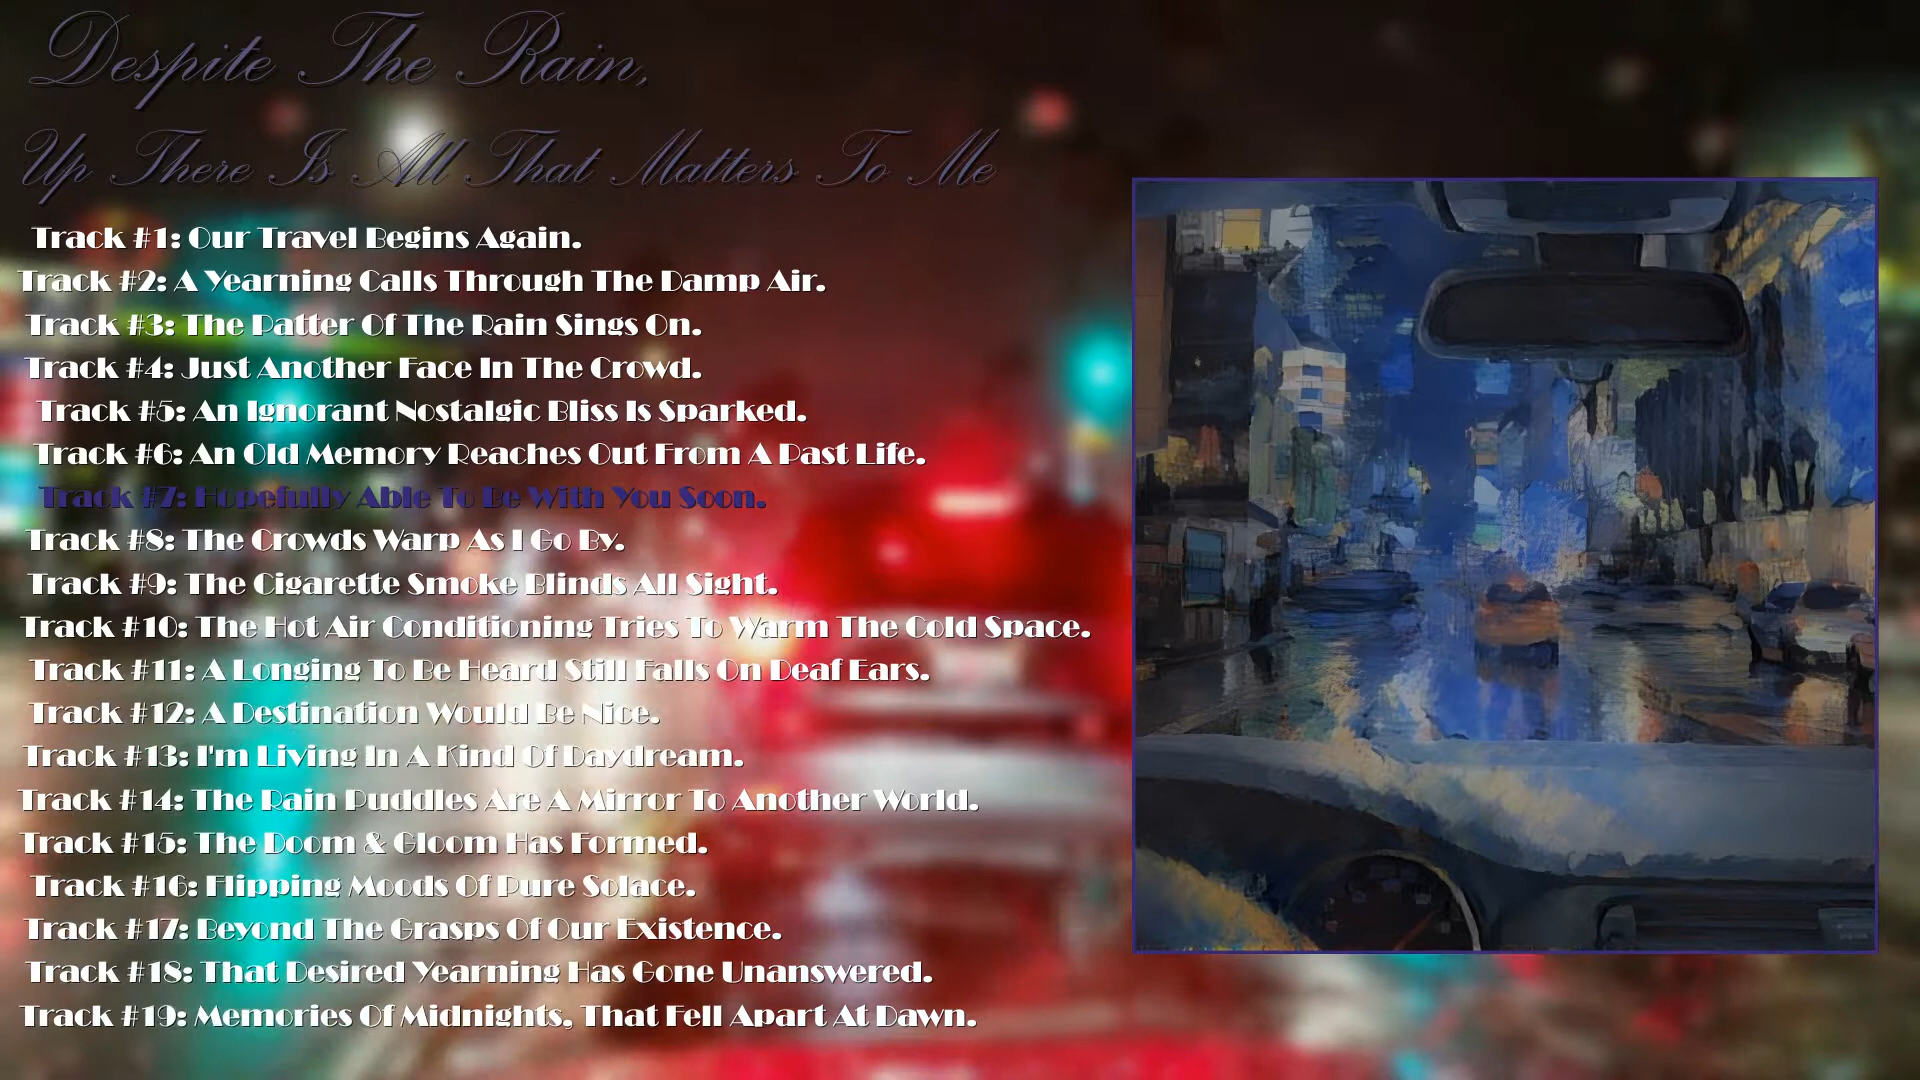 Despite The Rain,
Up There Is All That Matters To Me
Track #1: Our Travel Begins Again.
Track #2: A Yearning Calls Through The Damp Air.
Track #3: The Patter Of The Rain Sings On.
Track #4: Just Another Face In The Crowd.
Track #5: An Ignorant Nostalgic Bliss Is Sparked.
Track #6: An Old Memory Reaches Out From A Past Life.
Track #7: Hopefully Able To Be With You Soon.
Track #8: The Crowds Warp As I Go By.
Track #9: The Cigarette Smoke Blinds All Sight.
Track #10: The Hot Air Conditioning Tries To Warm The Cold Space.
Track #11: A Longing To Be Heard Still Falls On Deaf Ears.
Track #12: A Destination Would Be Nice.
Track #13: I'm Living In A Kind Of Daydream.
Track #14: The Rain Puddles Are A Mirror To Another World.
Track #15: The Doom & Gloom Has Formed.
Track #16: Flipping Moods Of Pure Solace.
Track #17: Beyond The Grasps Of Our Existence.
Track #18: That Desired Yearning Has Gone Unanswered.
Track #19: Memories Of Midnights, That Fell Apart At Dawn.